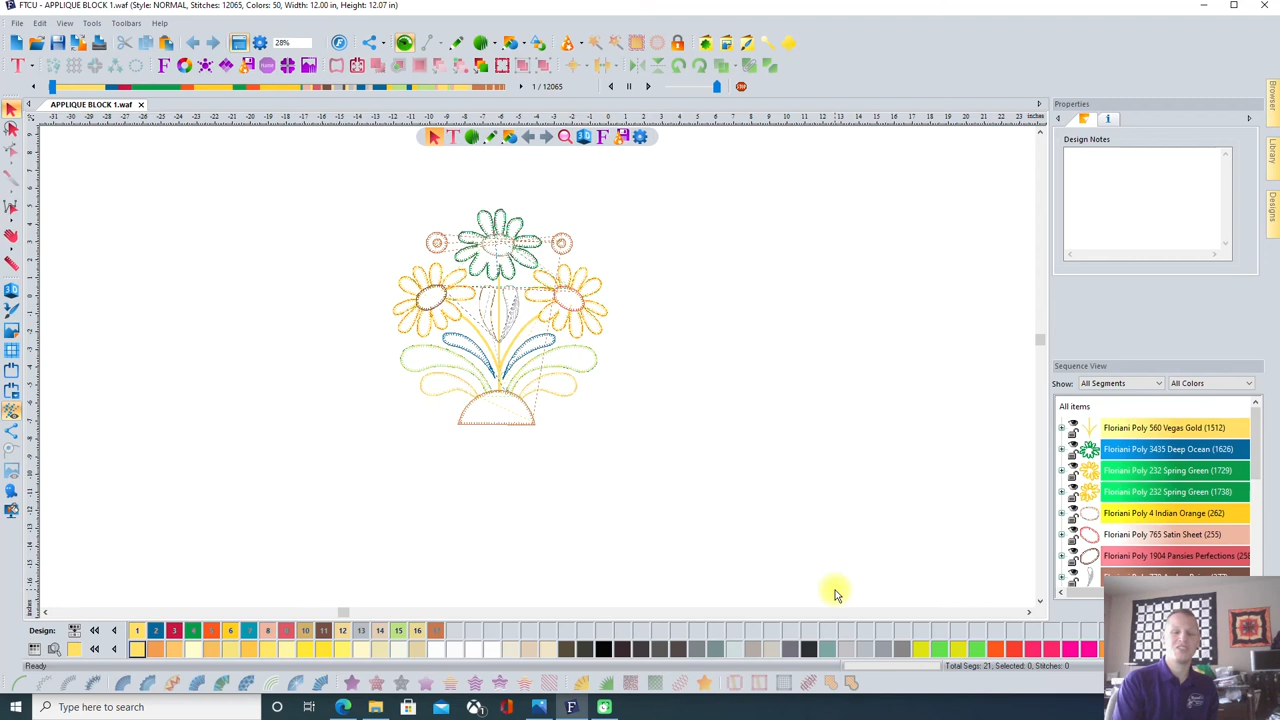 FTCU - APPLIQUE BLOCK 1.waf (Style: NORMAL, Stitches: 12065, Colors: 50, Width: 12.00 in, Height: 12.07 in)
File Edit View Tools Toolbars Help
28%
1 / 12065
APPLIQUE BLOCK 1.waf
inches
Properties
Design Notes
Browser
Library
Designs
Sequence View
Show: All Segments All Colors
All items
Floriani Poly 560 Vegas Gold (1512)
Floriani Poly 3435 Deep Ocean (1626)
Floriani Poly 232 Spring Green (1729)
Floriani Poly 232 Spring Green (1738)
Floriani Poly 4 Indian Orange (262)
Floriani Poly 765 Satin Sheet (255)
Floriani Poly 1904 Pansies Perfections
Design: 1 2 3 4 5 6 7 8 9 10 11 12 13 14 15 16
Ready
Total Segs: 21, Selected: 0, Stitches: 0
Type here to search